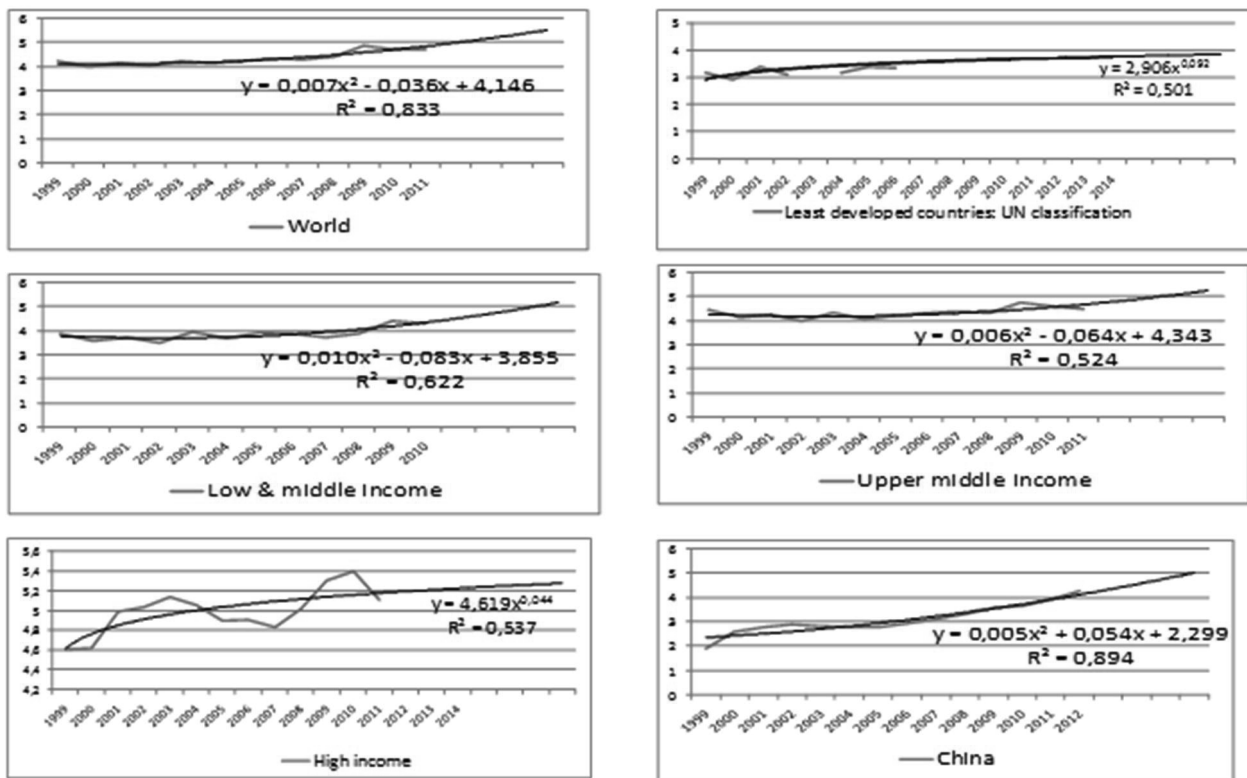 6
5
4
3
2
1
0
y = 0,007x² - 0,036x + 4,146
R² = 0,833
1999 2000 2001 2002 2003 2004 2005 2006 2007 2008 2009 2010 2011
World
6
5
4
3
2
1
0
y = 2,906x^0,092
R² = 0,501
1999 2000 2001 2002 2003 2004 2005 2006 2007 2008 2009 2010 2011 2012 2013 2014
Least developed countries: UN classification
6
5
4
3
2
1
0
y = 0,010x² - 0,083x + 3,855
R² = 0,622
1999 2000 2001 2002 2003 2004 2005 2006 2007 2008 2009 2010
Low & middle Income
6
5
4
3
2
1
0
y = 0,006x² - 0,064x + 4,343
R² = 0,524
1999 2000 2001 2002 2003 2004 2005 2006 2007 2008 2009 2010 2011
Upper middle Income
5,6
5,4
5,2
5
4,8
4,6
4,4
4,2
y = 4,619x^0,044
R² = 0,537
1999 2000 2001 2002 2003 2004 2005 2006 2007 2008 2009 2010 2011 2012 2013 2014
High income
6
5
4
3
2
1
0
y = 0,005x² + 0,054x + 2,299
R² = 0,894
1999 2000 2001 2002 2003 2004 2005 2006 2007 2008 2009 2010 2011 2012
China